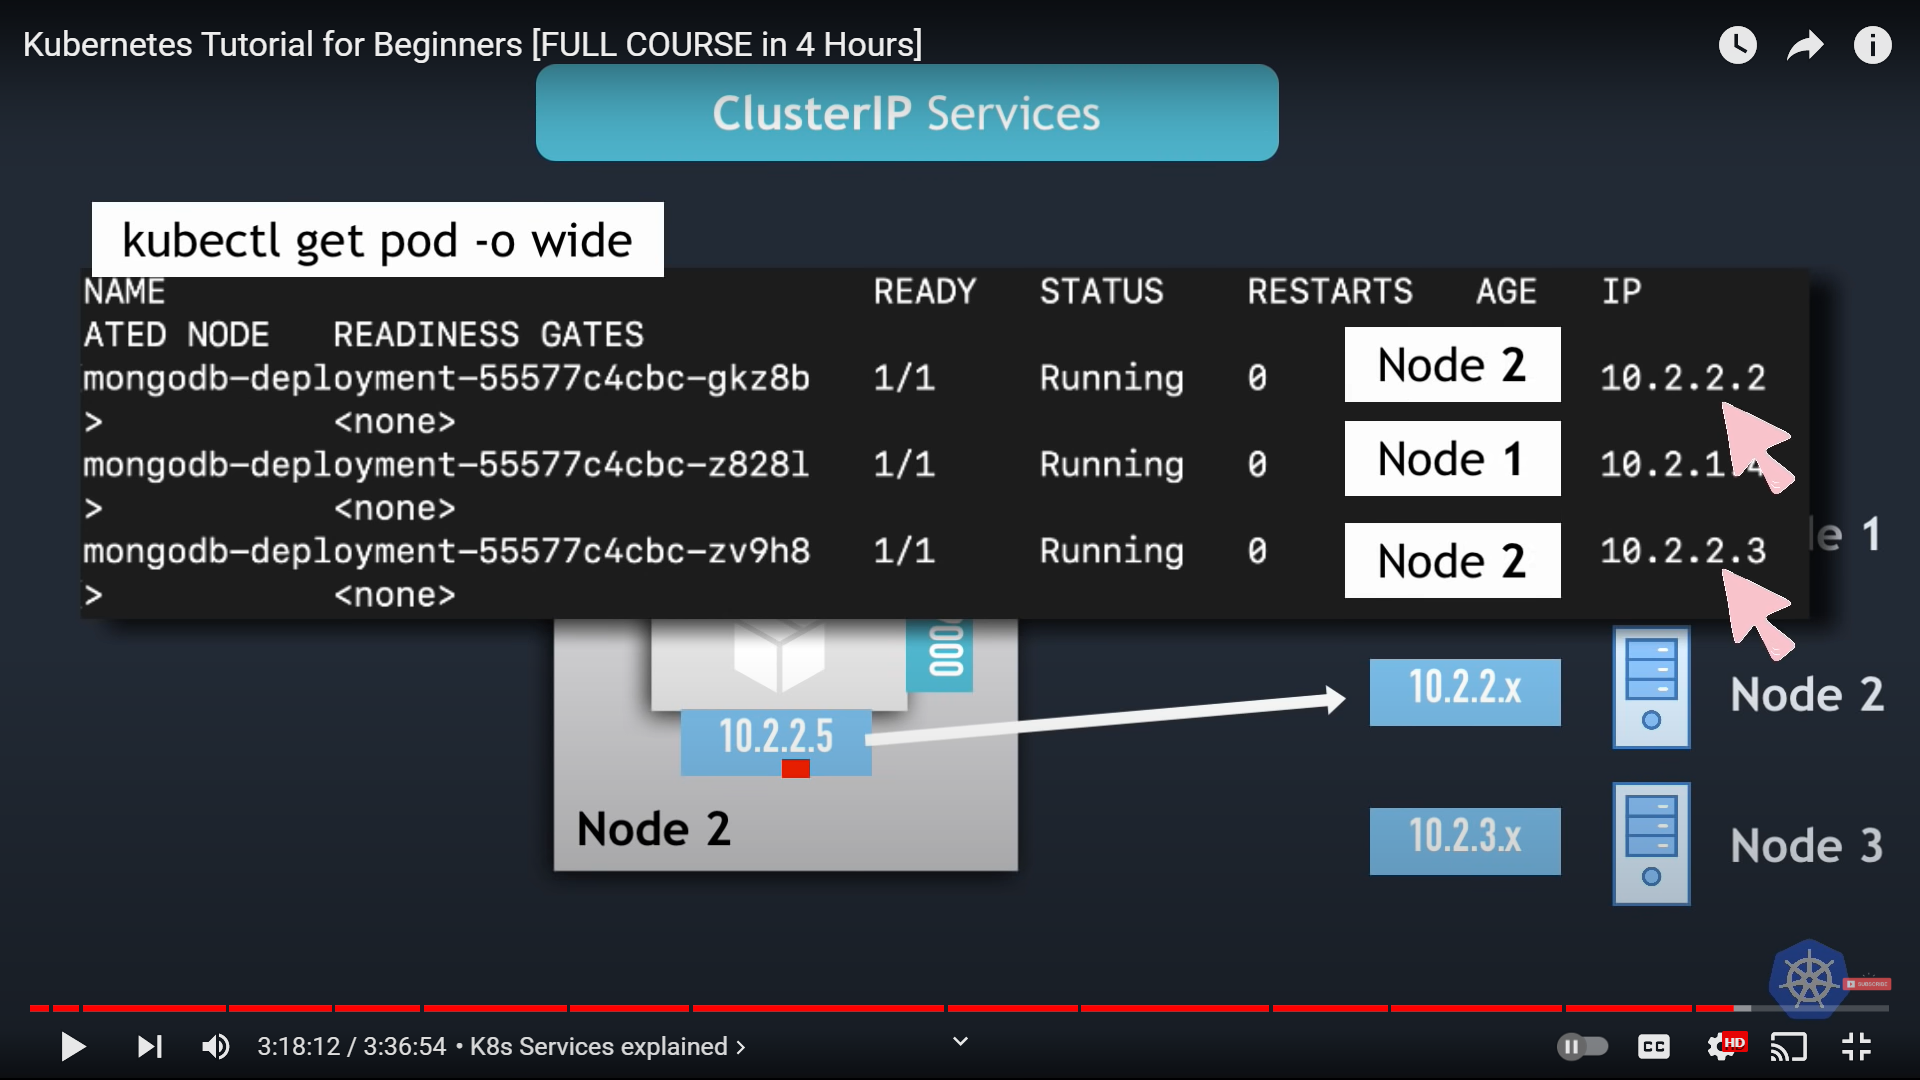 Kubernetes Tutorial for Beginners [FULL COURSE in 4 Hours]
ClusterIP Services
kubectl get pod -o wide
NAME READY STATUS RESTARTS AGE IP
ATED NODE READINESS GATES
mongodb-deployment-55577c4cbc-gkz8b 1/1 Running 0 Node 2 10.2.2.2
> <none>
mongodb-deployment-55577c4cbc-z828l 1/1 Running 0 Node 1 10.2.1.4
> <none>
mongodb-deployment-55577c4cbc-zv9h8 1/1 Running 0 Node 2 10.2.2.3
> <none>
de 1
000
10.2.2.x Node 2
10.2.2.5
Node 2
10.2.3.x Node 3
SUBSCRIBE
3:18:12 / 3:36:54 • K8s Services explained >
CC
HD